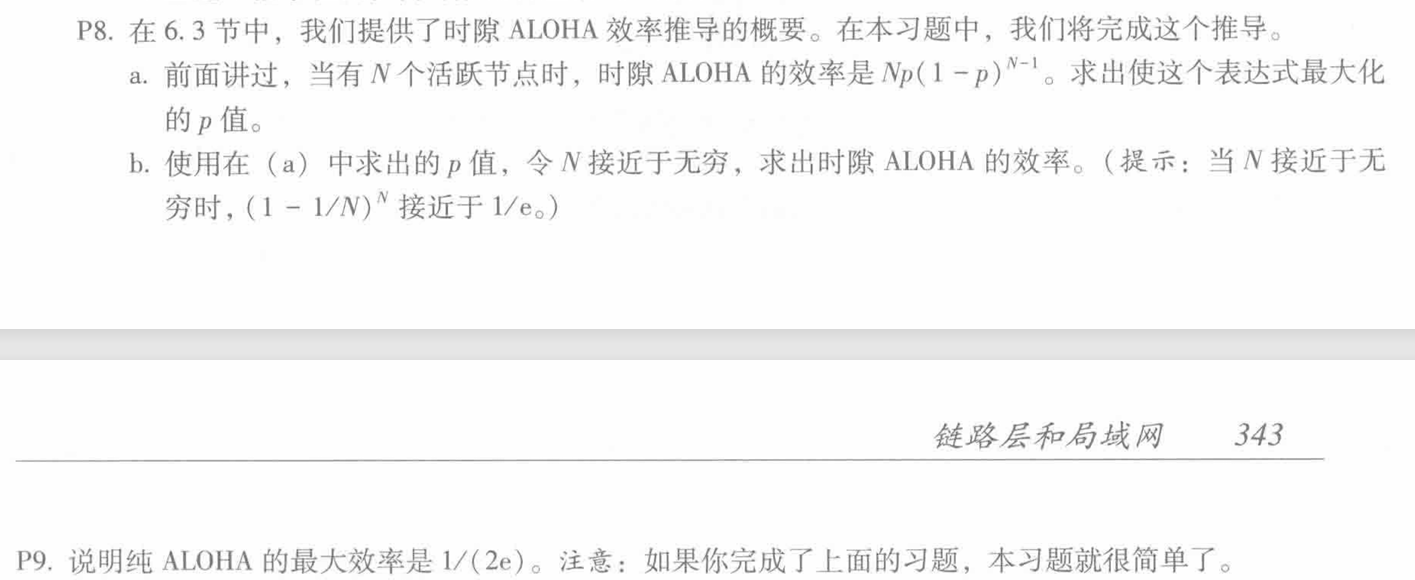 P8. 在 6.3 节中，我们提供了时隙 ALOHA 效率推导的概要。在本习题中，我们将完成这个推导。
a. 前面讲过，当有 N 个活跃节点时，时隙 ALOHA 的效率是 Np(1 - p)^{N-1}。求出使这个表达式最大化
的 p 值。
b. 使用在（a）中求出的 p 值，令 N 接近于无穷，求出时隙 ALOHA 的效率。（提示：当 N 接近于无
穷时，(1 - 1/N)^N 接近于 1/e。）
链路层和局域网 343
P9. 说明纯 ALOHA 的最大效率是 1/(2e)。注意：如果你完成了上面的习题，本习题就很简单了。